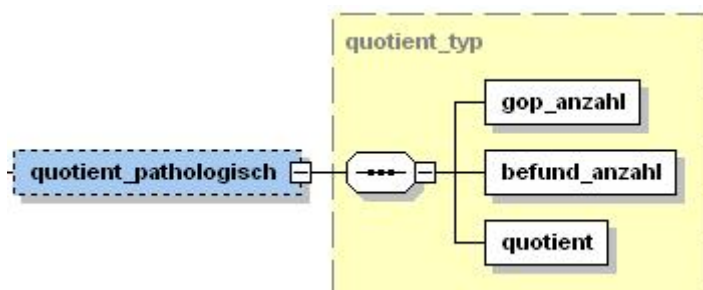 quotient_typ
gop_anzahl
quotient_pathologisch
befund_anzahl
quotient